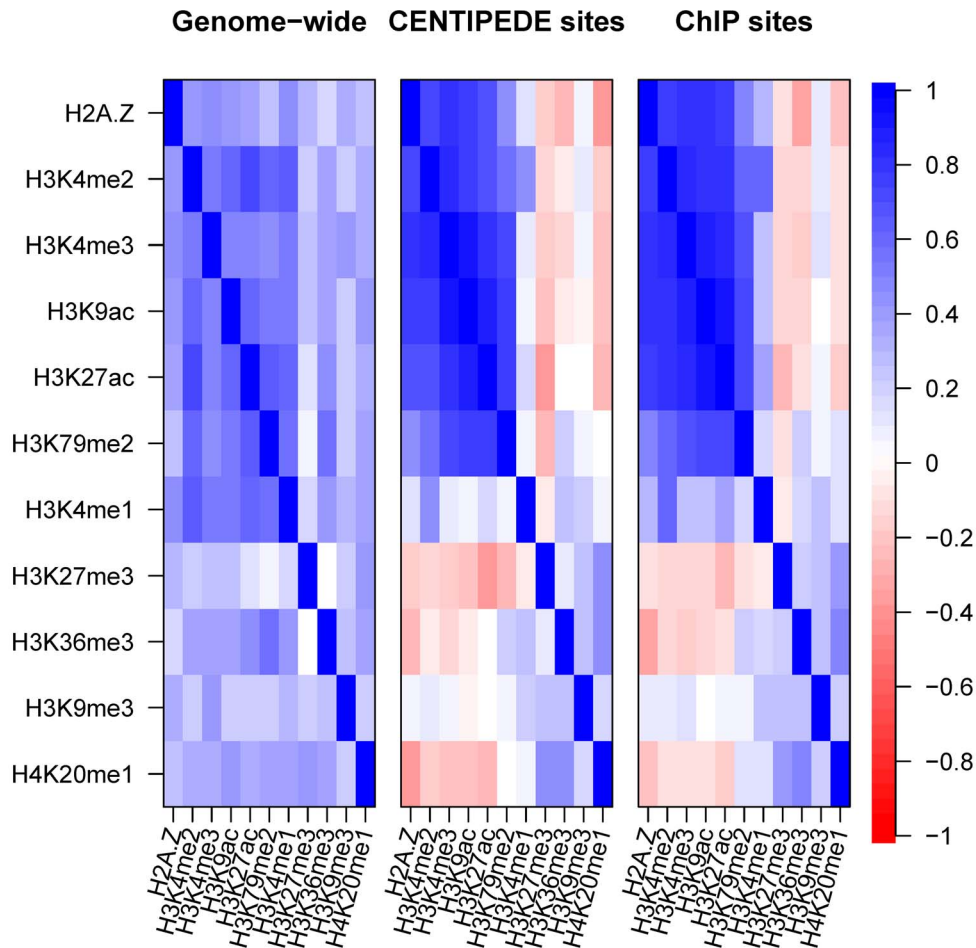 Genome−wide CENTIPEDE sites ChIP sites
H2A.Z
H3K4me2
H3K4me3
H3K9ac
H3K27ac
H3K79me2
H3K4me1
H3K27me3
H3K36me3
H3K9me3
H4K20me1
1
0.8
0.6
0.4
0.2
0
−0.2
−0.4
−0.6
−0.8
−1
H2A.Z
H3K4me2
H3K4me3
H3K9ac
H3K27ac
H3K79me2
H3K4me1
H3K27me3
H3K36me3
H3K9me3
H4K20me1
H2A.Z
H3K4me2
H3K4me3
H3K9ac
H3K27ac
H3K79me2
H3K4me1
H3K27me3
H3K36me3
H3K9me3
H4K20me1
H2A.Z
H3K4me2
H3K4me3
H3K9ac
H3K27ac
H3K79me2
H3K4me1
H3K27me3
H3K36me3
H3K9me3
H4K20me1